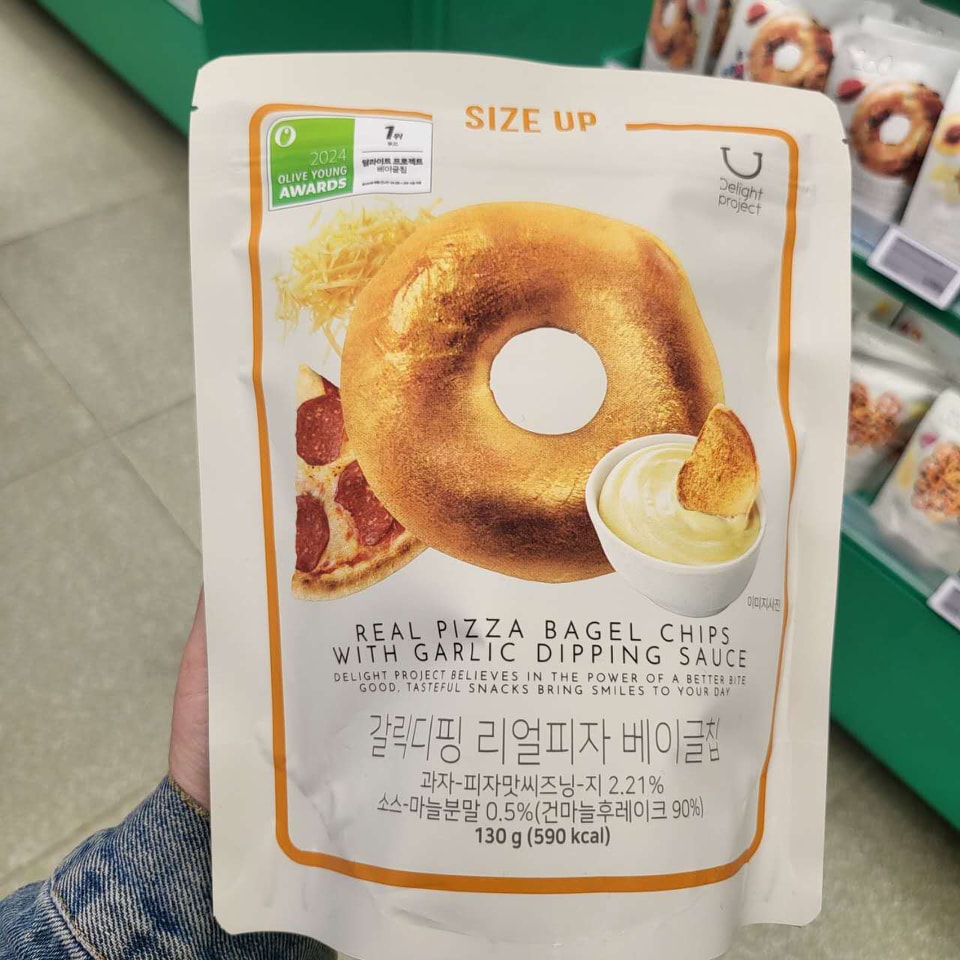 SIZE UP
2024
OLIVE YOUNG
AWARDS
1위
푸드
딜라이트 프로젝트
베이글칩
Delight
project
이미지사진
REAL PIZZA BAGEL CHIPS
WITH GARLIC DIPPING SAUCE
DELIGHT PROJECT BELIEVES IN THE POWER OF A BETTER BITE
GOOD, TASTEFUL SNACKS BRING SMILES TO YOUR DAY
갈릭디핑 리얼피자 베이글칩
과자-피자맛씨즈닝-지 2.21%
소스-마늘분말 0.5%(건마늘후레이크 90%)
130 g (590 kcal)